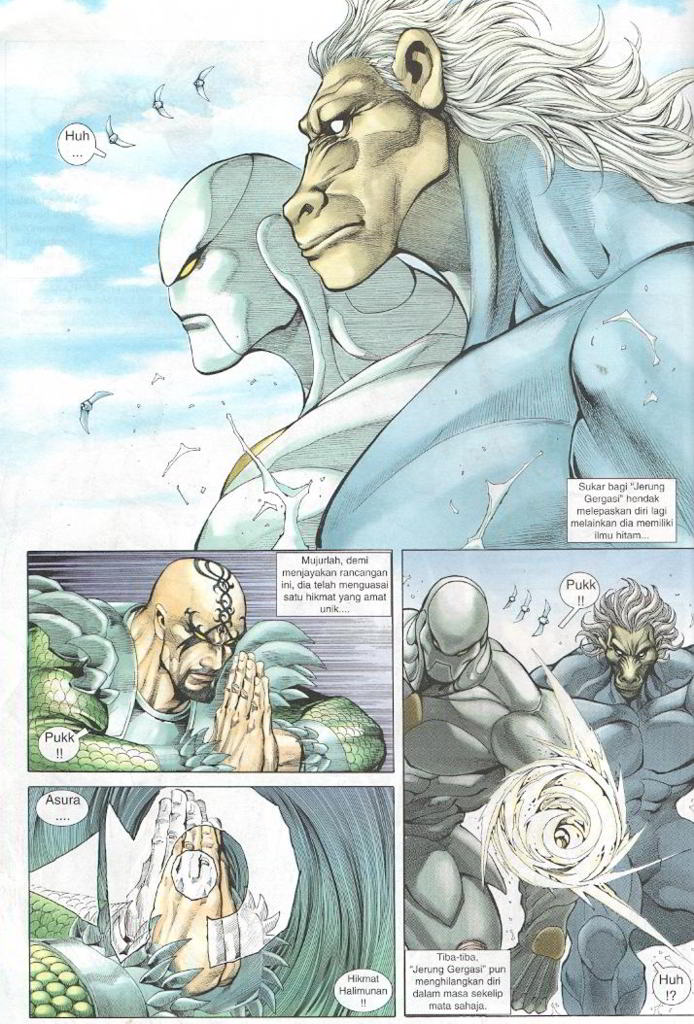 Huh
...
Sukar bagi "Jerung
Gergasi" hendak
melepaskan diri lagi
melainkan dia memiliki
ilmu hitam...
Mujurlah, demi
menjayakan rancangan
ini, dia telah menguasai
satu hikmat yang amat
unik....
Pukk
!!
Asura
....
Hikmat
Halimunan
!!
Pukk
!!
Tiba-tiba,
"Jerung Gergasi" pun
menghilangkan diri
dalam masa sekelip
mata sahaja.
Huh
!?